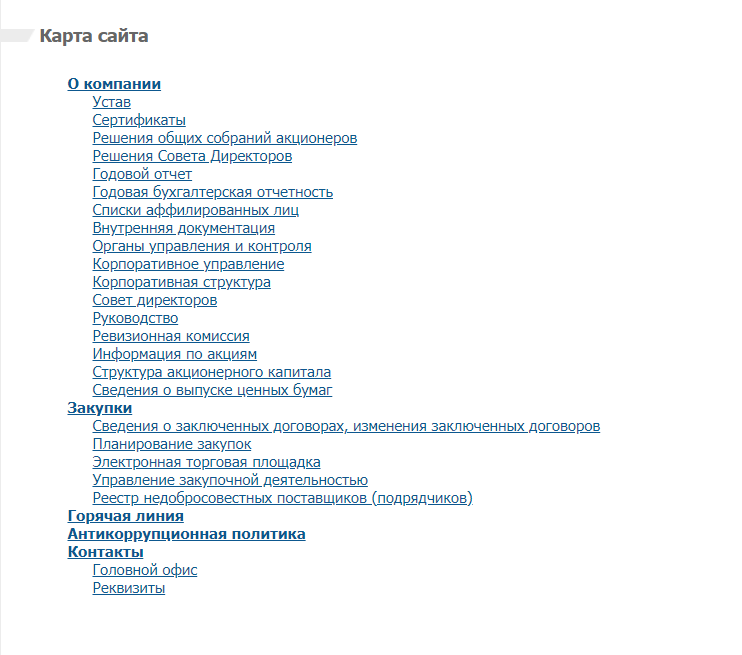 Карта сайта
О компании
Устав
Сертификаты
Решения общих собраний акционеров
Решения Совета Директоров
Годовой отчет
Годовая бухгалтерская отчетность
Списки аффилированных лиц
Внутренняя документация
Органы управления и контроля
Корпоративное управление
Корпоративная структура
Совет директоров
Руководство
Ревизионная комиссия
Информация по акциям
Структура акционерного капитала
Сведения о выпуске ценных бумаг
Закупки
Сведения о заключенных договорах, изменения заключенных договоров
Планирование закупок
Электронная торговая площадка
Управление закупочной деятельностью
Реестр недобросовестных поставщиков (подрядчиков)
Горячая линия
Антикоррупционная политика
Контакты
Головной офис
Реквизиты